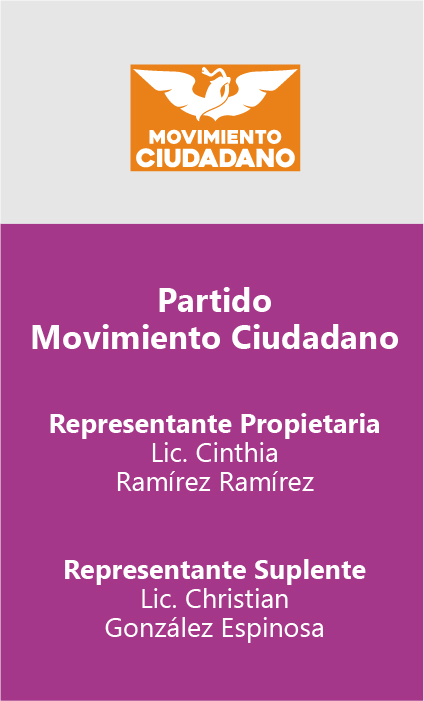 MOVIMIENTO
CIUDADANO
Partido
Movimiento Ciudadano
Representante Propietaria
Lic. Cinthia
Ramírez Ramírez
Representante Suplente
Lic. Christian
González Espinosa